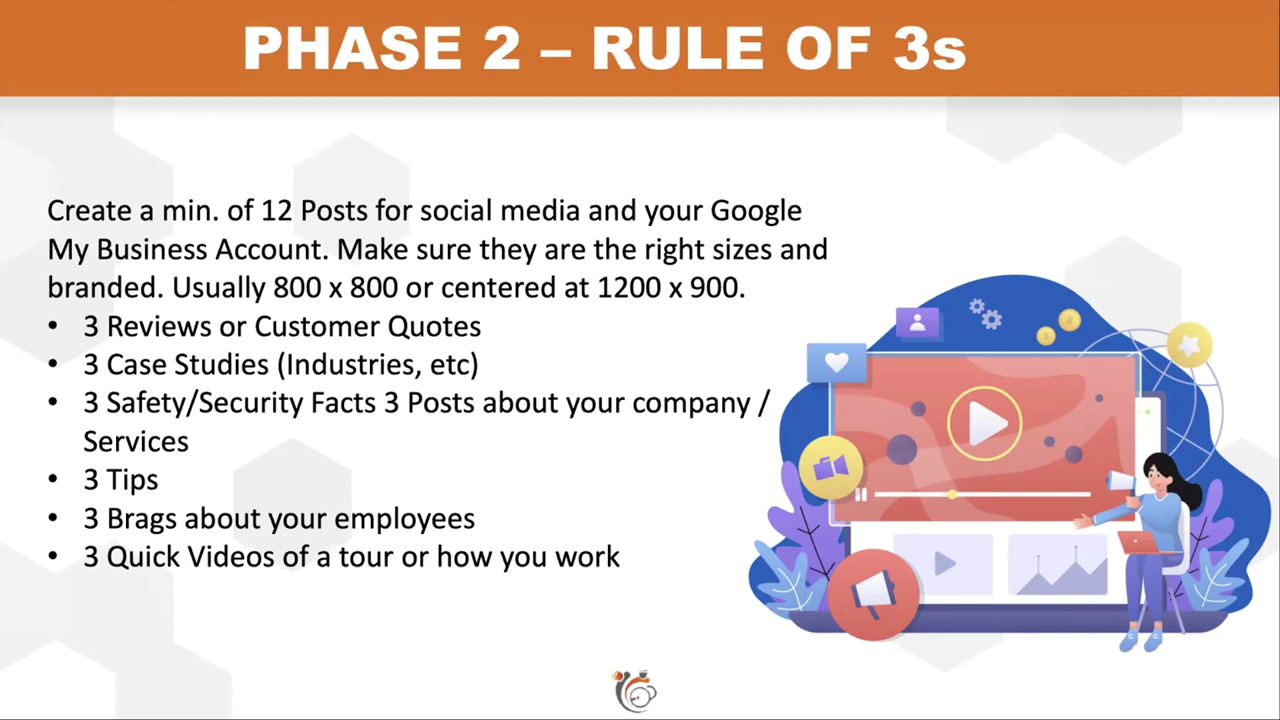 PHASE 2 – RULE OF 3s
Create a min. of 12 Posts for social media and your Google
My Business Account. Make sure they are the right sizes and
branded. Usually 800 x 800 or centered at 1200 x 900.
• 3 Reviews or Customer Quotes
• 3 Case Studies (Industries, etc)
• 3 Safety/Security Facts 3 Posts about your company /
Services
• 3 Tips
• 3 Brags about your employees
• 3 Quick Videos of a tour or how you work